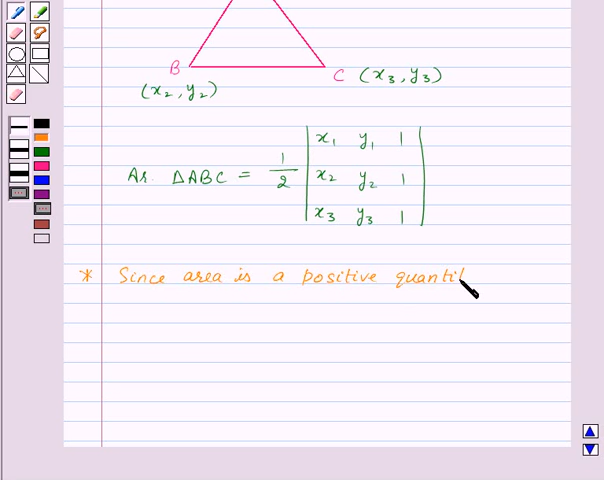 B
C (x₃, y₃)
(x₂, y₂)
Ar. ΔABC = 1/2 | x₁ y₁ 1 |
| x₂ y₂ 1 |
| x₃ y₃ 1 |
* Since area is a positive quantit